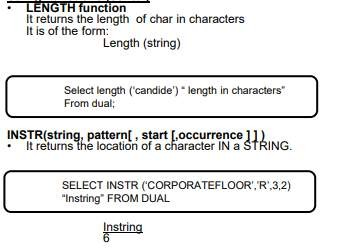 • LENGTH function
It returns the length of char in characters
It is of the form:
Length (string)
Select length ('candide') “ length in characters”
From dual;
INSTR(string, pattern[ , start [,occurrence ] ] )
• It returns the location of a character IN a STRING.
SELECT INSTR ('CORPORATEFLOOR','R',3,2)
“Instring” FROM DUAL
Instring
6